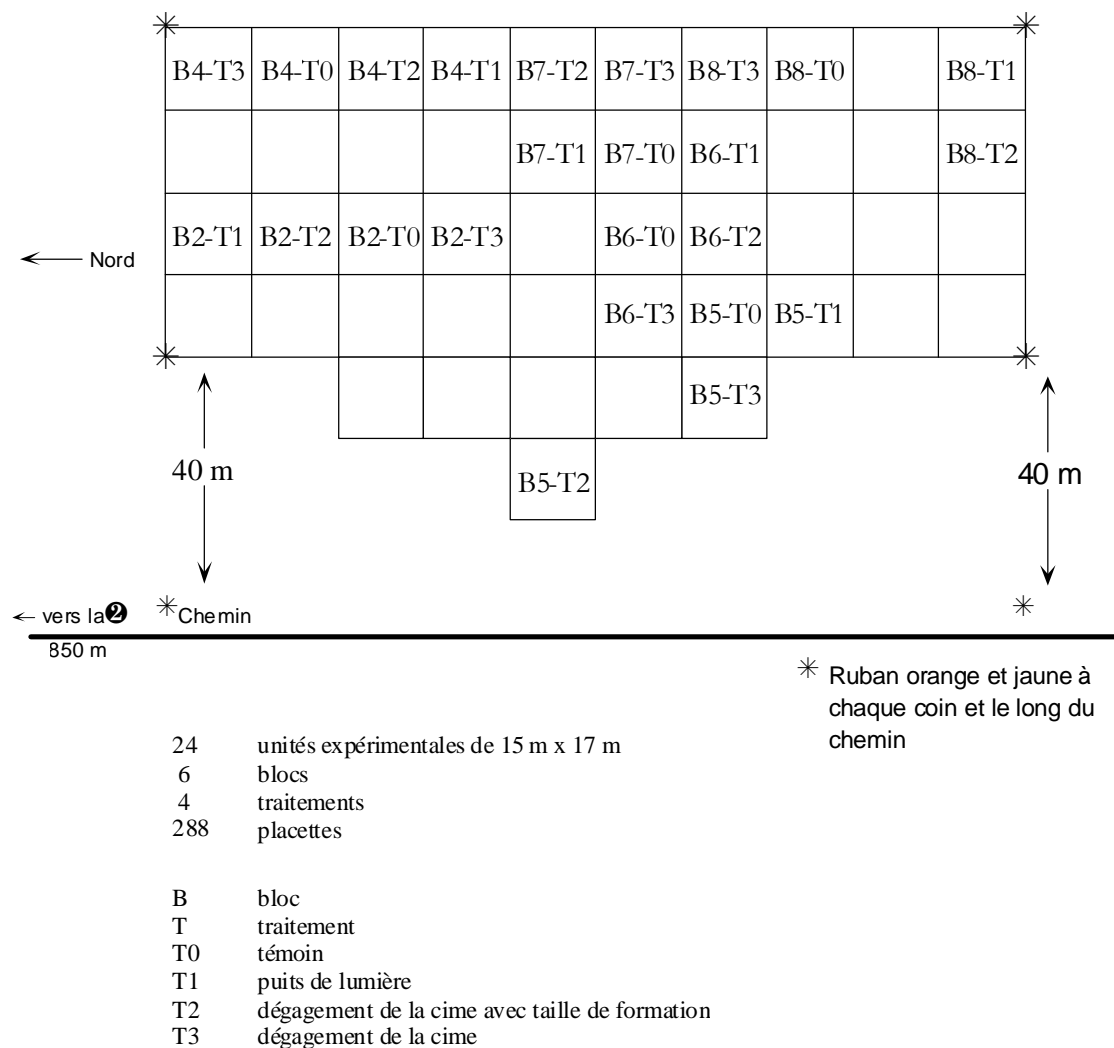 B4-T3 B4-T0 B4-T2 B4-T1 B7-T2 B7-T3 B8-T3 B8-T0 B8-T1
B7-T1 B7-T0 B6-T1 B8-T2
B2-T1 B2-T2 B2-T0 B2-T3 B6-T0 B6-T2
← Nord
B6-T3 B5-T0 B5-T1
B5-T3
40 m B5-T2 40 m
← vers la ❷ * Chemin
850 m
* Ruban orange et jaune à
chaque coin et le long du
chemin
24 unités expérimentales de 15 m x 17 m
6 blocs
4 traitements
288 placettes
B bloc
T traitement
T0 témoin
T1 puits de lumière
T2 dégagement de la cime avec taille de formation
T3 dégagement de la cime